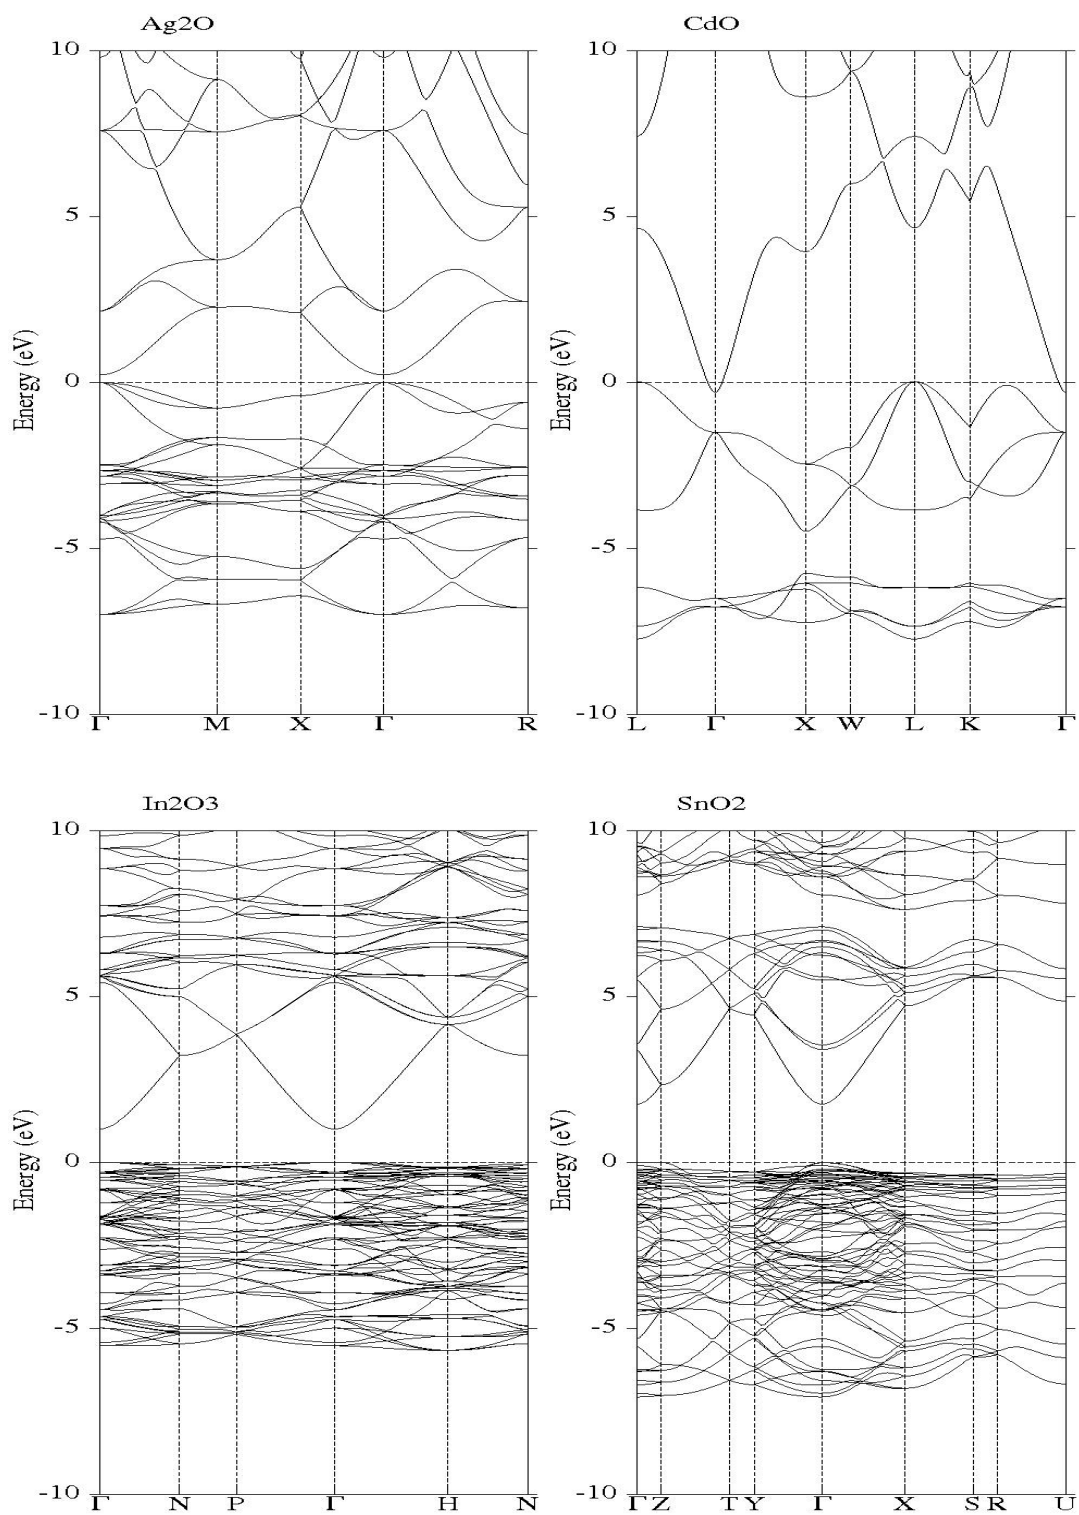 Ag2O
10
5
0
-5
-10
Energy (eV)
Γ M X Γ R
CdO
10
5
0
-5
-10
Energy (eV)
L Γ X W L K Γ
In2O3
10
5
0
-5
-10
Energy (eV)
Γ N P Γ H N
SnO2
10
5
0
-5
-10
Energy (eV)
Γ Z T Y Γ X S R U